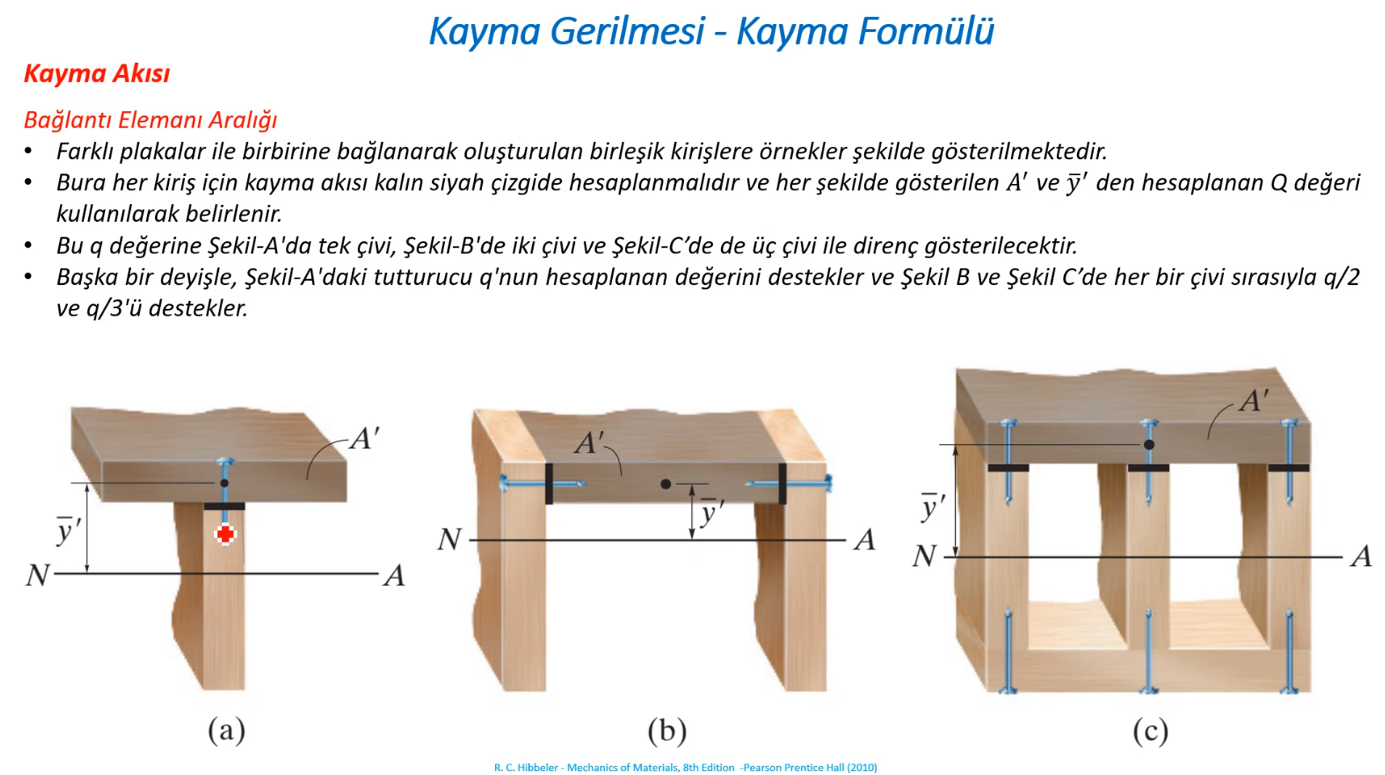 Kayma Gerilmesi - Kayma Formülü
Kayma Akısı
Bağlantı Elemanı Aralığı
• Farklı plakalar ile birbirine bağlanarak oluşturulan birleşik kirişlere örnekler şekilde gösterilmektedir.
• Bura her kiriş için kayma akısı kalın siyah çizgide hesaplanmalıdır ve her şekilde gösterilen A′ ve y̅′ den hesaplanan Q değeri
kullanılarak belirlenir.
• Bu q değerine Şekil-A'da tek çivi, Şekil-B'de iki çivi ve Şekil-C’de de üç çivi ile direnç gösterilecektir.
• Başka bir deyişle, Şekil-A'daki tutturucu q'nun hesaplanan değerini destekler ve Şekil B ve Şekil C’de her bir çivi sırasıyla q/2
ve q/3'ü destekler.
A′
y̅′
N A
(a)
A′
y̅′
N A
(b)
A′
y̅′
N A
(c)
R. C. Hibbeler - Mechanics of Materials, 8th Edition -Pearson Prentice Hall (2010)